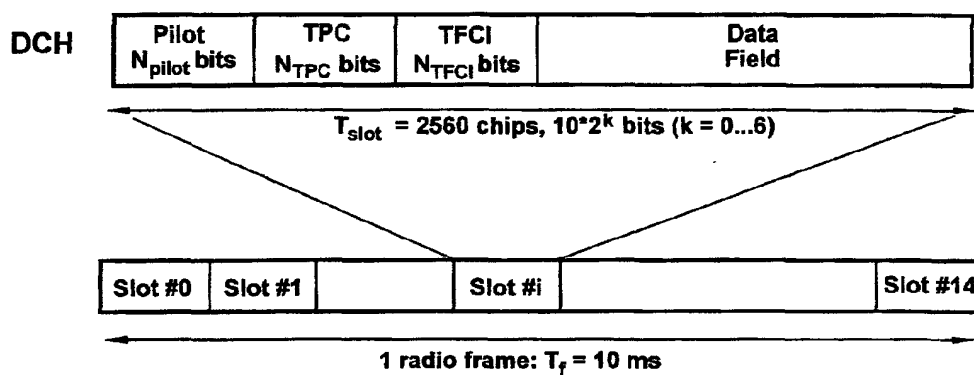 DCH
Pilot
N_pilot bits
TPC
N_TPC bits
TFCI
N_TFCI bits
Data
Field
T_slot = 2560 chips, 10*2^k bits (k = 0...6)
Slot #0 Slot #1 Slot #i Slot #14
1 radio frame: T_f = 10 ms